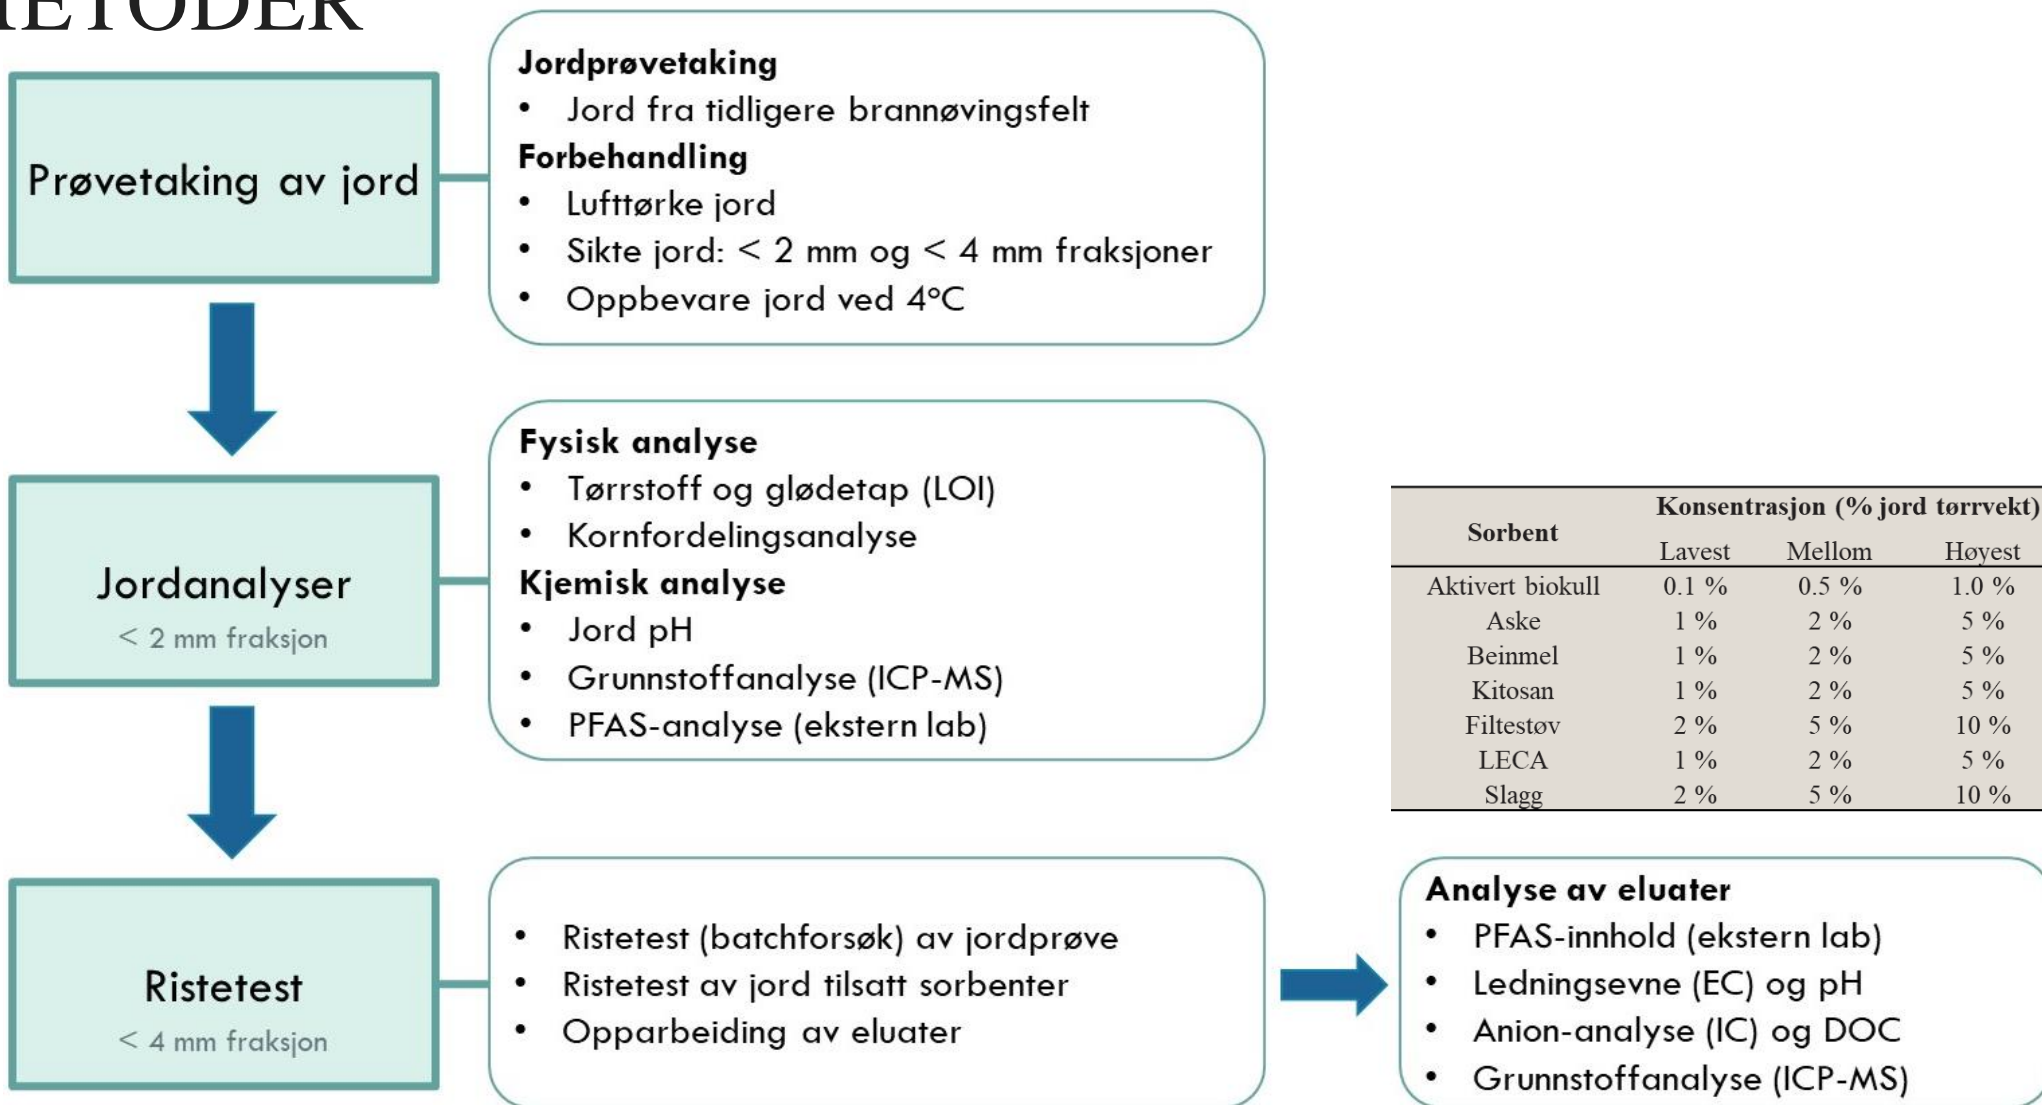 METODER
Prøvetaking av jord
Jordprøvetaking
• Jord fra tidligere brannøvingsfelt
Forbehandling
• Lufttørke jord
• Sikte jord: < 2 mm og < 4 mm fraksjoner
• Oppbevare jord ved 4°C
Jordanalyser
< 2 mm fraksjon
Fysisk analyse
• Tørrstoff og glødetap (LOI)
• Kornfordelingsanalyse
Kjemisk analyse
• Jord pH
• Grunnstoffanalyse (ICP-MS)
• PFAS-analyse (ekstern lab)
Sorbent Konsentrasjon (% jord tørrvekt)
Lavest Mellom Høyest
Aktivert biokull 0.1 % 0.5 % 1.0 %
Aske 1 % 2 % 5 %
Beinmel 1 % 2 % 5 %
Kitosan 1 % 2 % 5 %
Filtestøv 2 % 5 % 10 %
LECA 1 % 2 % 5 %
Slagg 2 % 5 % 10 %
Ristetest
< 4 mm fraksjon
• Ristetest (batchforsøk) av jordprøve
• Ristetest av jord tilsatt sorbenter
• Opparbeiding av eluater
Analyse av eluater
• PFAS-innhold (ekstern lab)
• Ledningsevne (EC) og pH
• Anion-analyse (IC) og DOC
• Grunnstoffanalyse (ICP-MS)